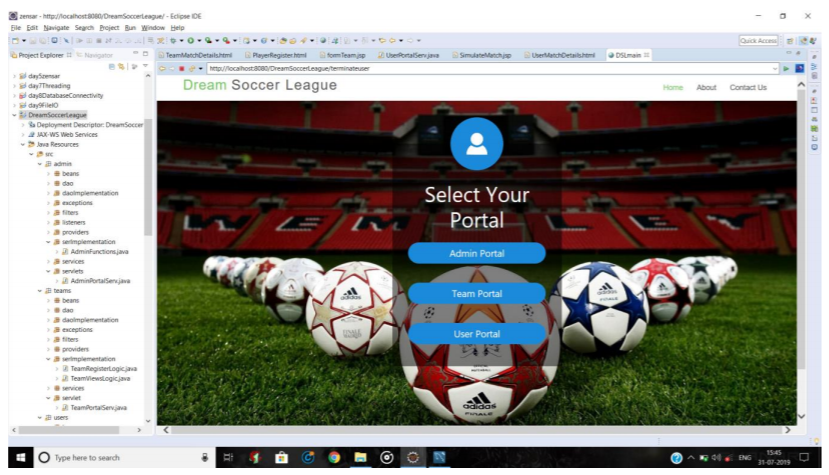 zensar - http://localhost:8080/DreamSoccerLeague/ - Eclipse IDE
File Edit Navigate Search Project Run Window Help
Quick Access
Project Explorer Navigator
TeamMatchDetails.html PlayerRegister.html formTeam.jsp UserPortalServ.java SimulateMatch.jsp UserMatchDetails.html DSLmain
http://localhost:8080/DreamSoccerLeague/terminateuser
day5zensar
day7Threading
day8DatabaseConnectivity
day9FileIO
DreamSoccerLeague
Deployment Descriptor: DreamSoccer
JAX-WS Web Services
Java Resources
src
admin
beans
dao
daoImplementation
exceptions
filters
listeners
providers
serImplementation
AdminFunctions.java
services
servlets
AdminPortalServ.java
teams
beans
dao
daoImplementation
exceptions
filters
providers
serImplementation
TeamRegisterLogic.java
TeamViewsLogic.java
services
servlet
TeamPortalServ.java
users
Dream Soccer League
Home About Contact Us
Select Your
Portal
Admin Portal
Team Portal
User Portal
adidas
adidas
FINALE
adidas
FINALE
Type here to search
ENG
15:45
31-07-2019